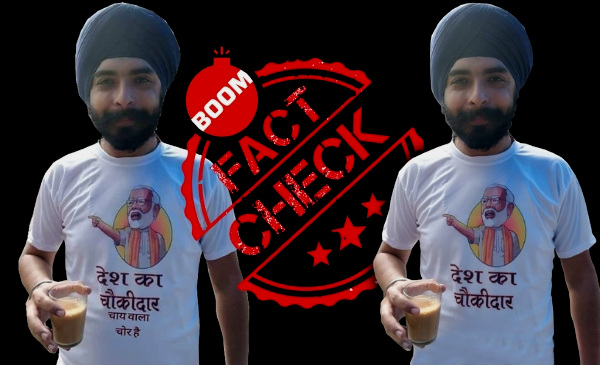 BOOM
FACT
CHECK
देश का
चौकीदार
चाय वाला
चोर है
देश का
चौकीदार